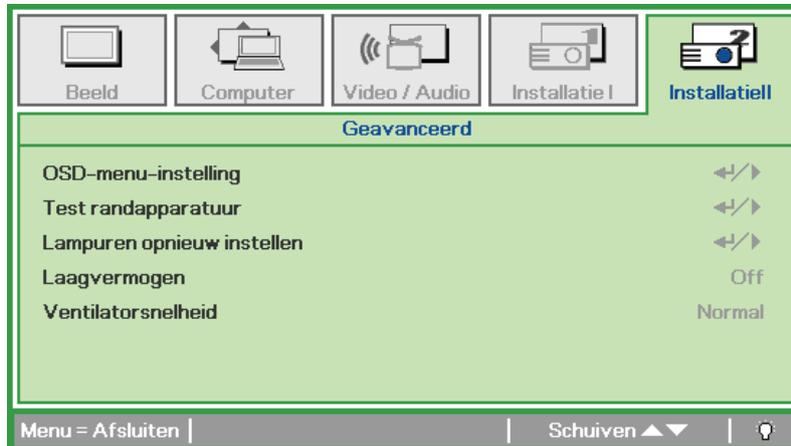 Beeld
Computer
Video / Audio
Installatie I
InstallatieII
Geavanceerd
OSD-menu-instelling
Test randapparatuur
Lampuren opnieuw instellen
Laagvermogen Off
Ventilatorsnelheid Normal
Menu = Afsluiten
Schuiven ▲▼